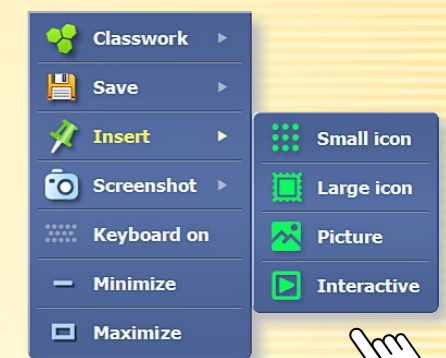 Classwork
Save
Insert
Screenshot
Keyboard on
Minimize
Maximize
Small icon
Large icon
Picture
Interactive